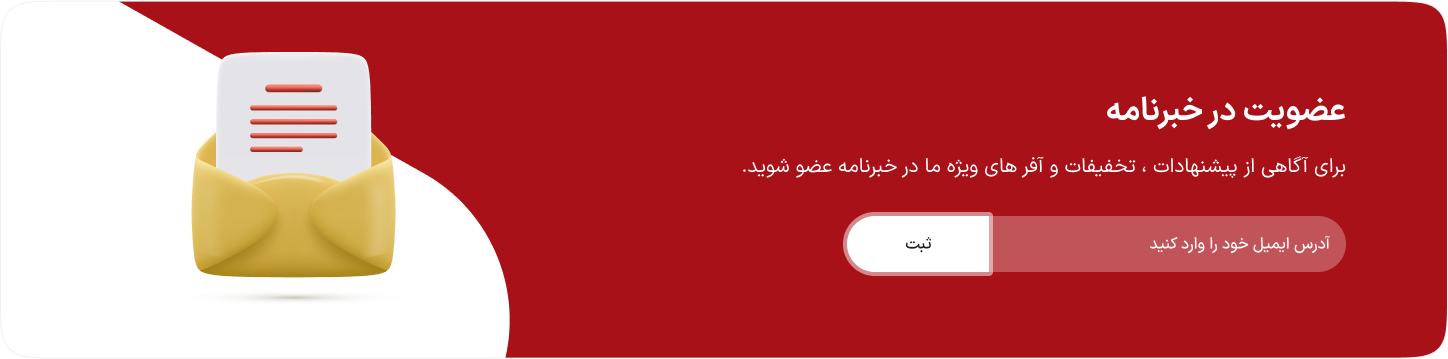 عضویت در خبرنامه
برای آگاهی از پیشنهادات ، تخفیفات و آفر های ویژه ما در خبرنامه عضو شوید.
آدرس ایمیل خود را وارد کنید
ثبت